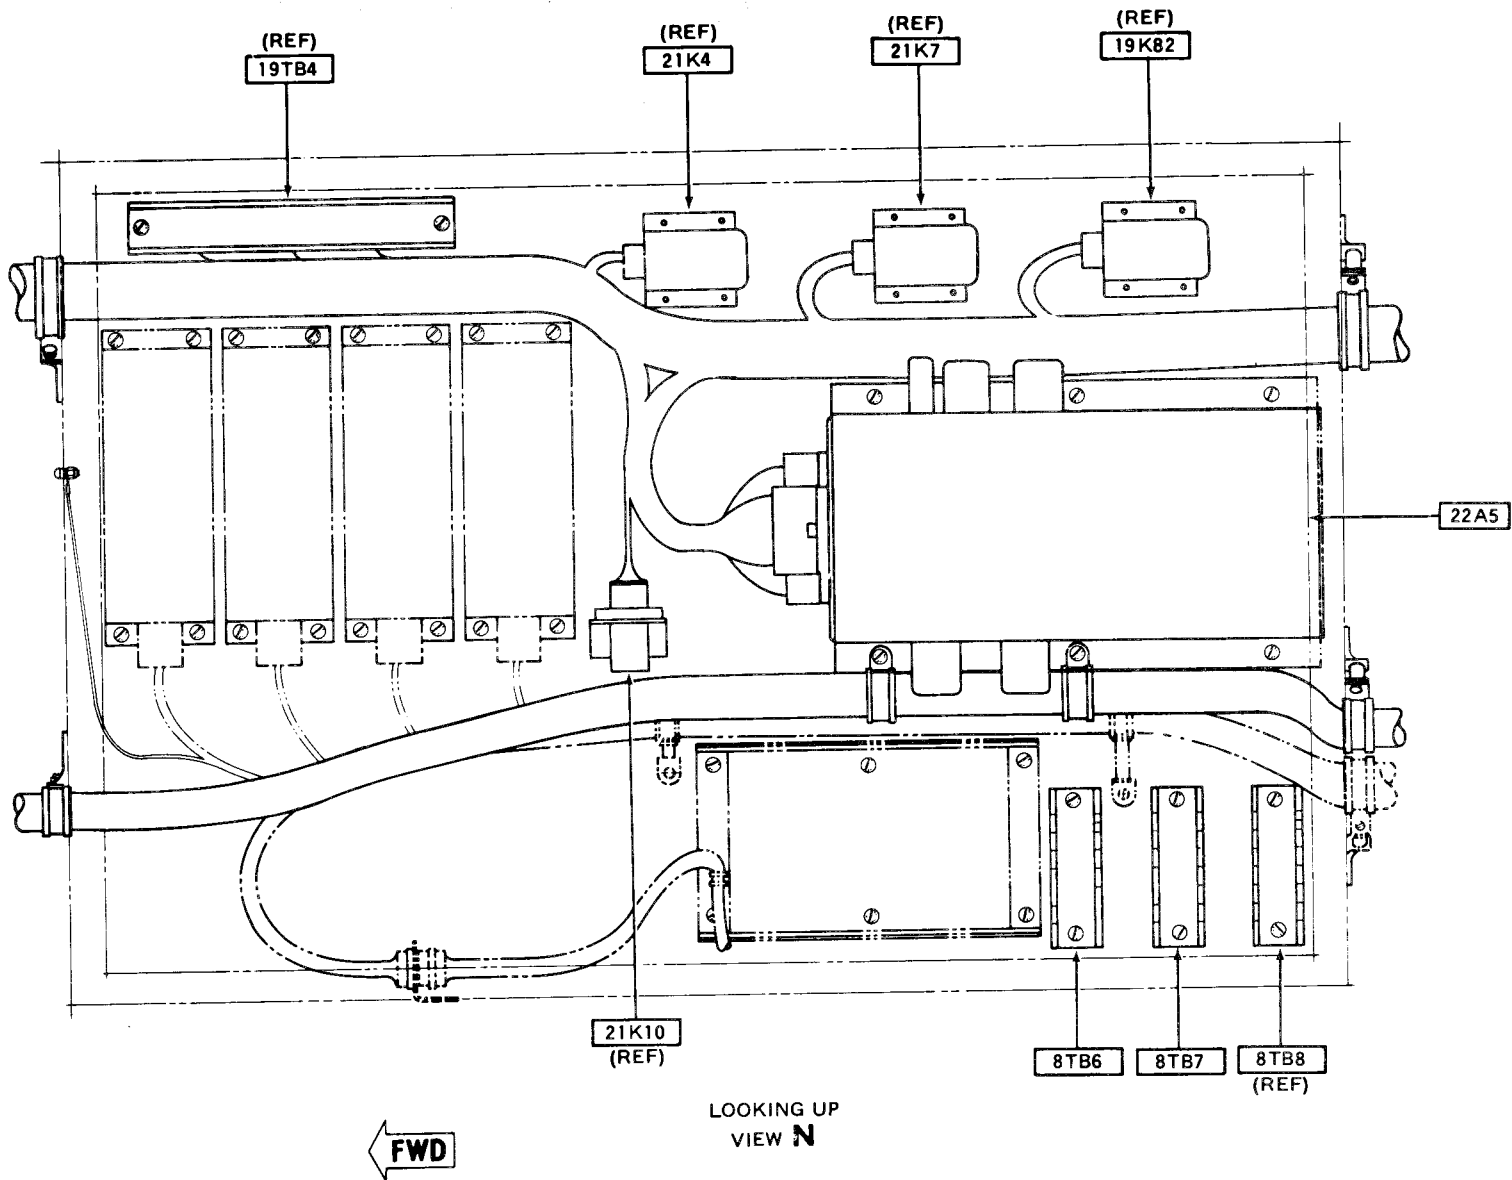 (REF)
19TB4
(REF)
21K4
(REF)
21K7
(REF)
19K82
22A5
21K10
(REF)
8TB6
8TB7
8TB8
(REF)
LOOKING UP
VIEW N
FWD